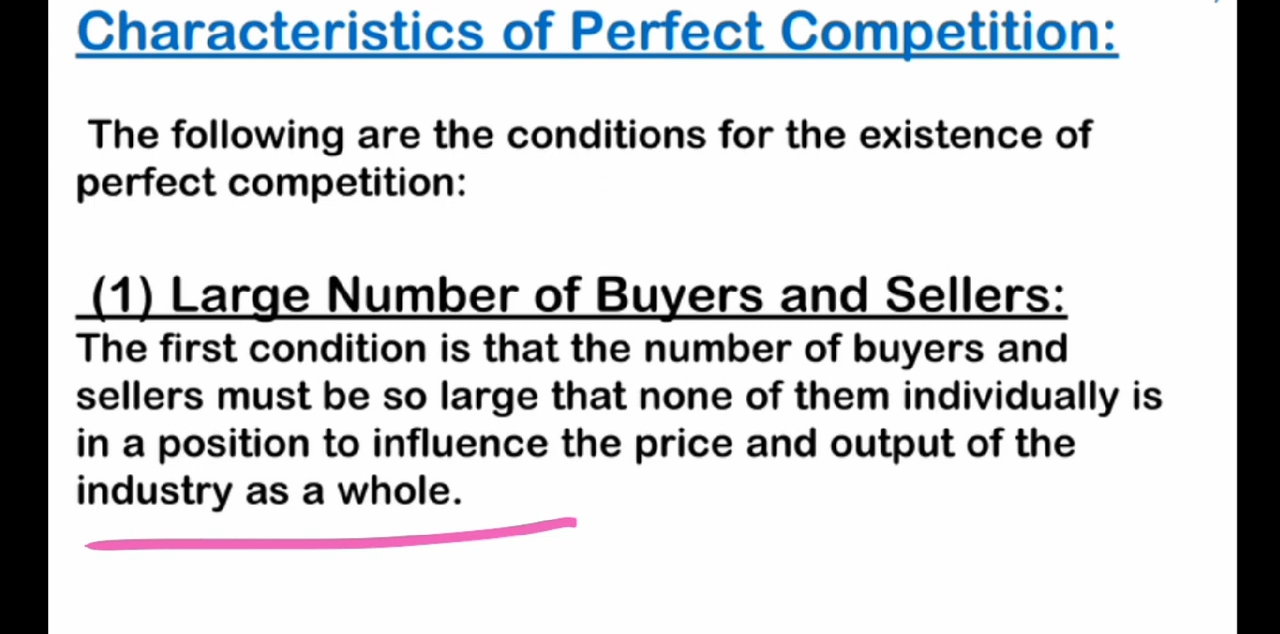 Characteristics of Perfect Competition:
The following are the conditions for the existence of
perfect competition:
(1) Large Number of Buyers and Sellers:
The first condition is that the number of buyers and
sellers must be so large that none of them individually is
in a position to influence the price and output of the
industry as a whole.